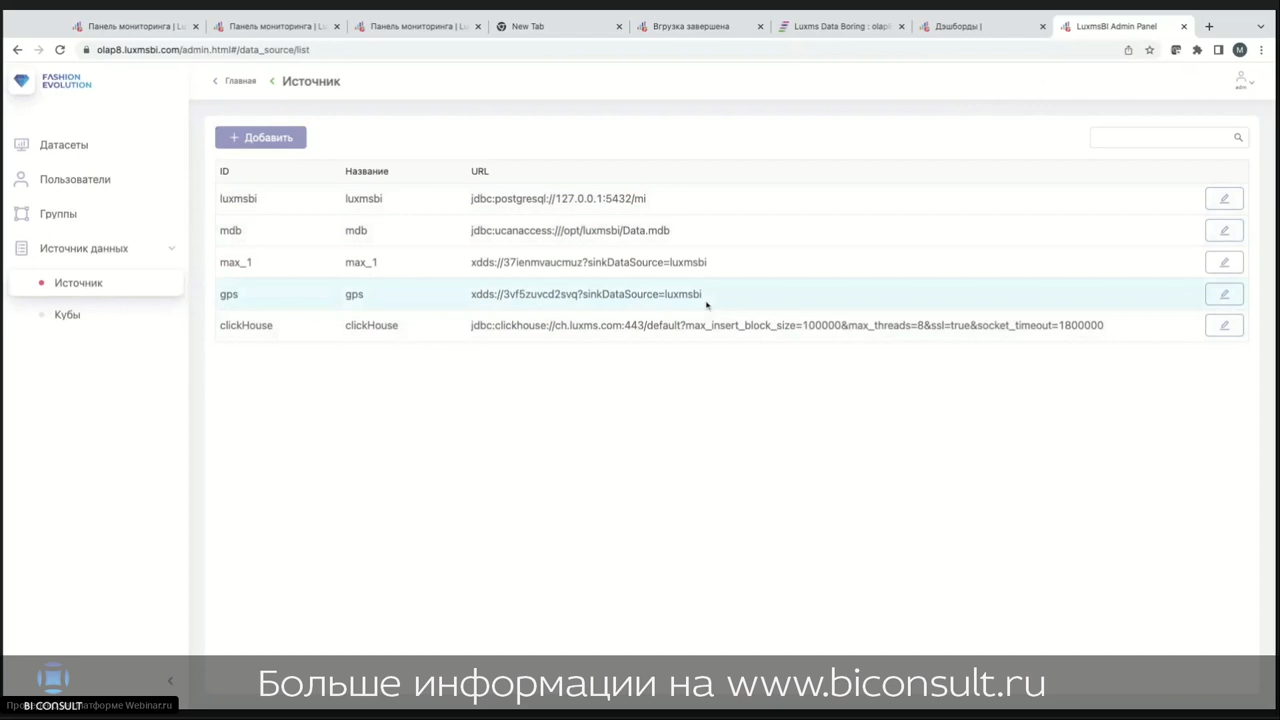 Панель мониторинга | Lu
Панель мониторинга | Lu
Панель мониторинга | Lu
New Tab
Вгрузка завершена
Luxms Data Boring : olap8
Дэшборды |
LuxmsBI Admin Panel
olap8.luxmsbi.com/admin.html#/data_source/list
M
FASHION
EVOLUTION
Главная
Источник
adm
Датасеты
Пользователи
Группы
Источник данных
Источник
Кубы
+ Добавить
ID Название URL
luxmsbi luxmsbi jdbc:postgresql://127.0.0.1:5432/mi
mdb mdb jdbc:ucanaccess:///opt/luxmsbi/Data.mdb
max_1 max_1 xdds://37ienmvaucmuz?sinkDataSource=luxmsbi
gps gps xdds://3vf5zuvcd2svq?sinkDataSource=luxmsbi
clickHouse clickHouse jdbc:clickhouse://ch.luxms.com:443/default?max_insert_block_size=100000&max_threads=8&ssl=true&socket_timeout=1800000
Больше информации на www.biconsult.ru
BI CONSULT
Webinar.ru